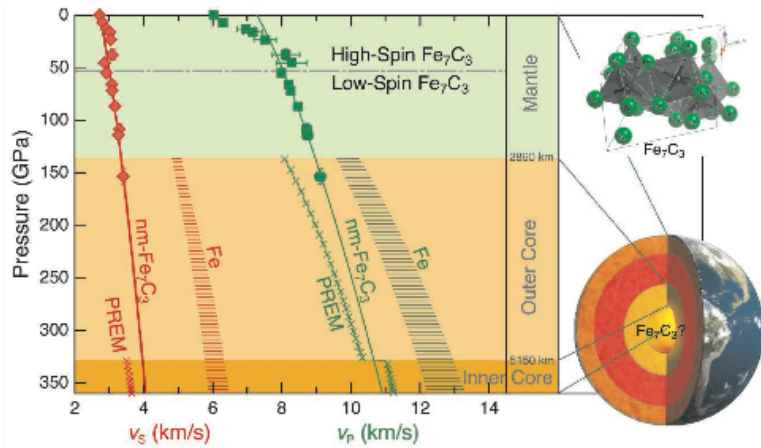 0
50
100
150
200
250
300
350
Pressure (GPa)
2
4
6
8
10
12
14
vS (km/s)
vP (km/s)
High-Spin Fe7C3
Low-Spin Fe7C3
nm-Fe7C3
PREM
Fe
PREM
nm-Fe7C3
Fe
Mantle
2890 km
Outer Core
5150 km
Inner Core
Fe7C3
Fe7C3?